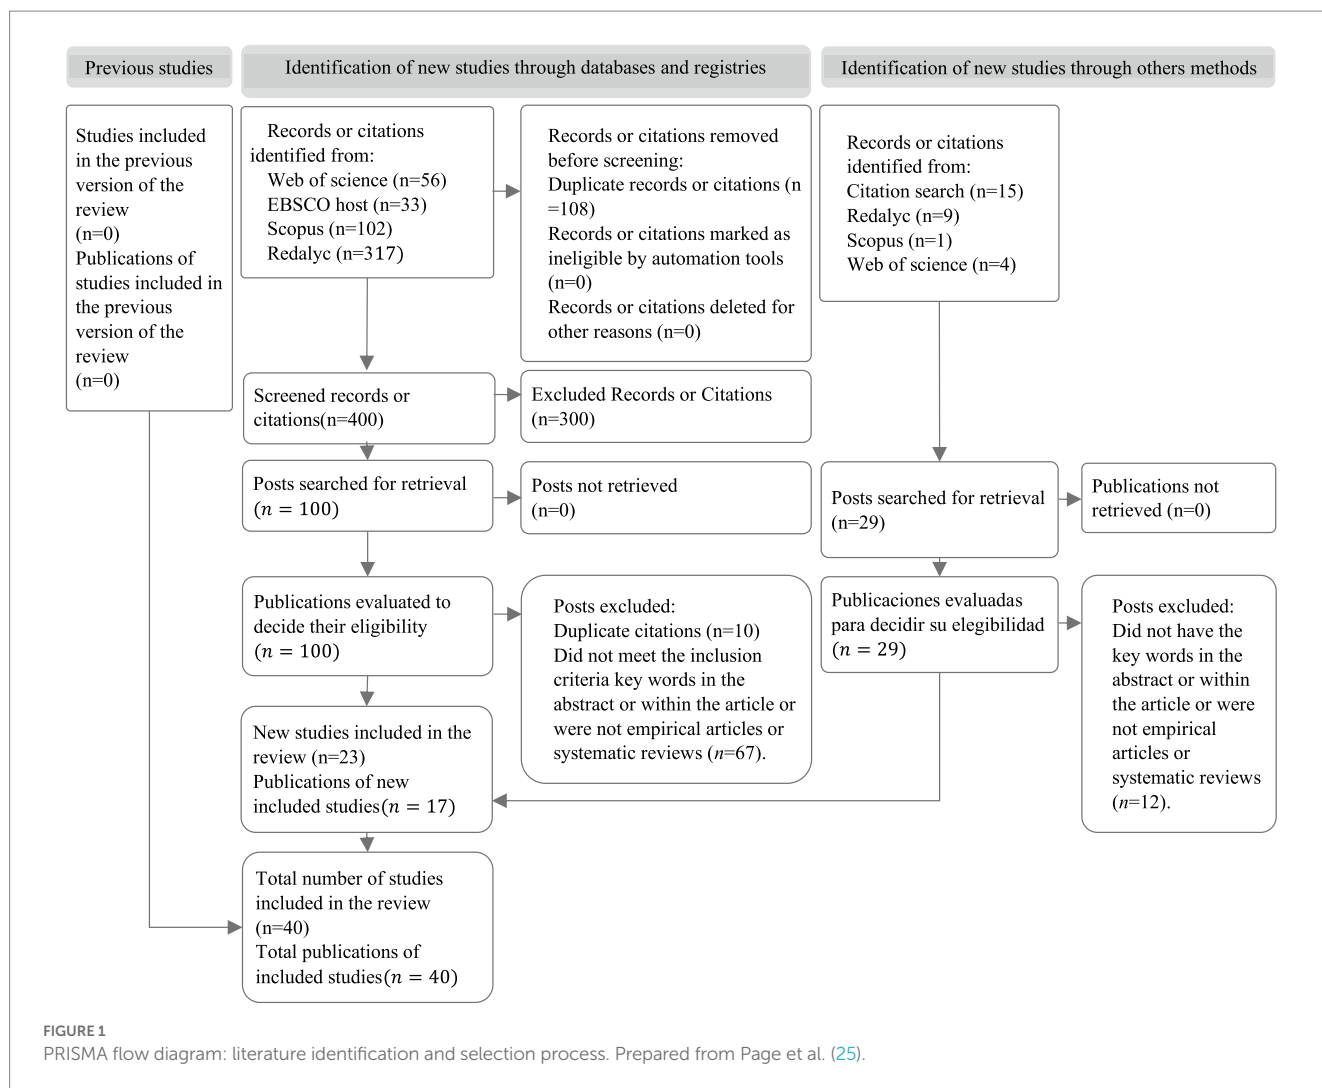 Previous studies
Identification of new studies through databases and registries
Identification of new studies through others methods
Studies included
in the previous
version of the
review
(n=0)
Publications of
studies included in
the previous
version of the
review
(n=0)
Records or citations
identified from:
Web of science (n=56)
EBSCO host (n=33)
Scopus (n=102)
Redalyc (n=317)
Records or citations removed
before screening:
Duplicate records or citations (n
=108)
Records or citations marked as
ineligible by automation tools
(n=0)
Records or citations deleted for
other reasons (n=0)
Records or citations
identified from:
Citation search (n=15)
Redalyc (n=9)
Scopus (n=1)
Web of science (n=4)
Screened records or
citations(n=400)
Excluded Records or Citations
(n=300)
Posts searched for retrieval
(n = 100)
Posts not retrieved
(n=0)
Posts searched for retrieval
(n=29)
Publications not
retrieved (n=0)
Publications evaluated to
decide their eligibility
(n = 100)
Posts excluded:
Duplicate citations (n=10)
Did not meet the inclusion
criteria key words in the
abstract or within the article or
were not empirical articles or
systematic reviews (n=67).
Publicaciones evaluadas
para decidir su elegibilidad
(n = 29)
Posts excluded:
Did not have the
key words in the
abstract or within
the article or were
not empirical
articles or
systematic reviews
(n=12).
New studies included in the
review (n=23)
Publications of new
included studies(n = 17)
Total number of studies
included in the review
(n=40)
Total publications of
included studies(n = 40)
FIGURE 1
PRISMA flow diagram: literature identification and selection process. Prepared from Page et al. (25).